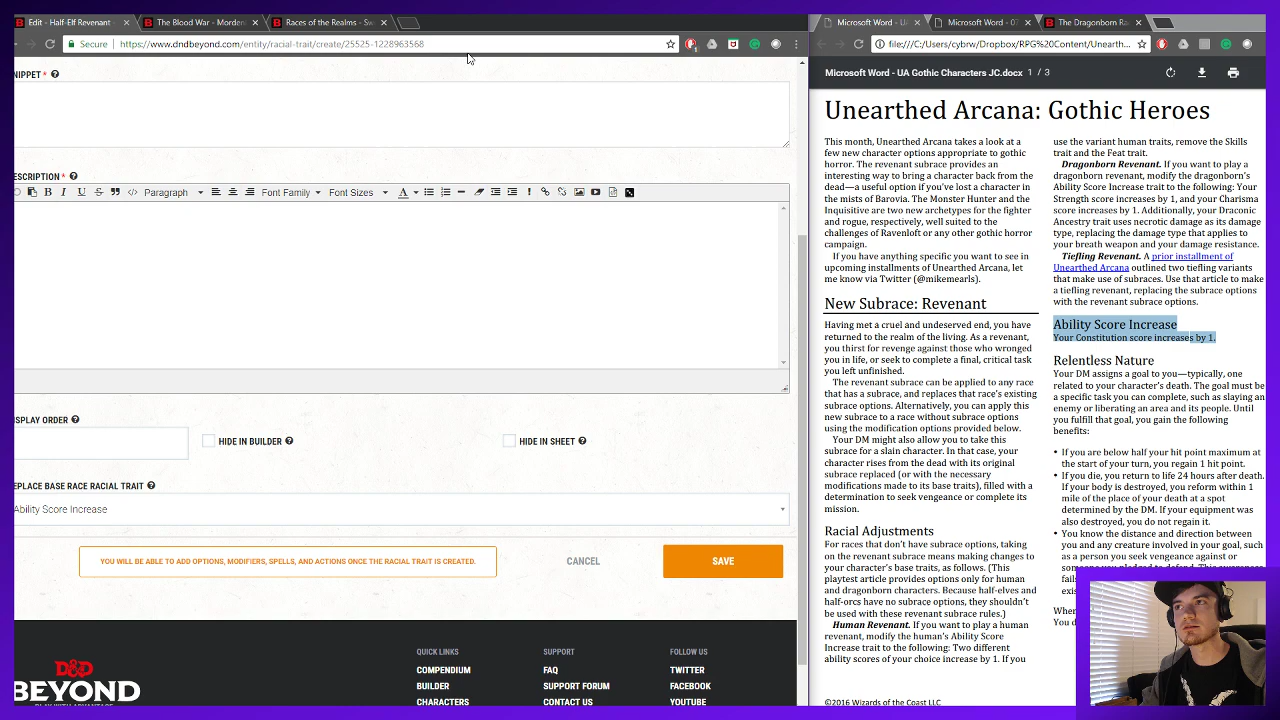 Edit - Half-Elf Revenant
The Blood War - Morden
Races of the Realms - Sw
Secure
https://www.dndbeyond.com/entity/racial-trait/create/25525-1228963568
NIPPET *
ESCRIPTION *
Paragraph
Font Family
Font Sizes
ISPLAY ORDER
HIDE IN BUILDER
HIDE IN SHEET
EPLACE BASE RACE RACIAL TRAIT
Ability Score Increase
YOU WILL BE ABLE TO ADD OPTIONS, MODIFIERS, SPELLS, AND ACTIONS ONCE THE RACIAL TRAIT IS CREATED.
CANCEL
SAVE
D&D
BEYOND
QUICK LINKS
COMPENDIUM
BUILDER
CHARACTERS
SUPPORT
FAQ
SUPPORT FORUM
CONTACT US
FOLLOW US
TWITTER
FACEBOOK
YOUTUBE
Microsoft Word - UA
Microsoft Word - 07
The Dragonborn Rac
file:///C:/Users/cybrw/Dropbox/RPG%20Content/Unearth...
Microsoft Word - UA Gothic Characters JC.docx
1 / 3
Unearthed Arcana: Gothic Heroes
This month, Unearthed Arcana takes a look at a
few new character options appropriate to gothic
horror. The revenant subrace provides an
interesting way to bring a character back from the
dead—a useful option if you've lost a character in
the mists of Barovia. The Monster Hunter and the
Inquisitive are two new archetypes for the fighter
and rogue, respectively, well suited to the
challenges of Ravenloft or any other gothic horror
campaign.
If you have anything specific you want to see in
upcoming installments of Unearthed Arcana, let
me know via Twitter (@mikemearls).
New Subrace: Revenant
Having met a cruel and undeserved end, you have
returned to the realm of the living. As a revenant,
you thirst for revenge against those who wronged
you in life, or seek to complete a final, critical task
you left unfinished.
The revenant subrace can be applied to any race
that has a subrace, and replaces that race's existing
subrace options. Alternatively, you can apply this
new subrace to a race without subrace options
using the modification options provided below.
Your DM might also allow you to take this
subrace for a slain character. In that case, your
character rises from the dead with its original
subrace replaced (or with the necessary
modifications made to its base traits), filled with a
determination to seek vengeance or complete its
mission.
Racial Adjustments
For races that don't have subrace options, taking
on the revenant subrace means making changes to
your character's base traits, as follows. (This
playtest article provides options only for human
and dragonborn characters. Because half-elves and
half-orcs have no subrace options, they shouldn't
be used with these revenant subrace rules.)
Human Revenant. If you want to play a human
revenant, modify the human's Ability Score
Increase trait to the following: Two different
ability scores of your choice increase by 1. If you
©2016 Wizards of the Coast LLC
use the variant human traits, remove the Skills
trait and the Feat trait.
Dragonborn Revenant. If you want to play a
dragonborn revenant, modify the dragonborn's
Ability Score Increase trait to the following: Your
Strength score increases by 1, and your Charisma
score increases by 1. Additionally, your Draconic
Ancestry trait uses necrotic damage as its damage
type, replacing the damage type that applies to
your breath weapon and your damage resistance.
Tiefling Revenant. A prior installment of
Unearthed Arcana outlined two tiefling variants
that make use of subraces. Use that article to make
a tiefling revenant, replacing the subrace options
with the revenant subrace options.
Ability Score Increase
Your Constitution score increases by 1.
Relentless Nature
Your DM assigns a goal to you—typically, one
related to your character's death. The goal must be
a specific task you can complete, such as slaying an
enemy or liberating an area and its people. Until
you fulfill that goal, you gain the following
benefits:
• If you are below half your hit point maximum at
the start of your turn, you regain 1 hit point.
• If you die, you return to life 24 hours after death.
If your body is destroyed, you reform within 1
mile of the place of your death at a spot
determined by the DM. If your equipment was
also destroyed, you do not regain it.
• You know the distance and direction between
you and any creature involved in your goal, such
as a person you seek vengeance against or